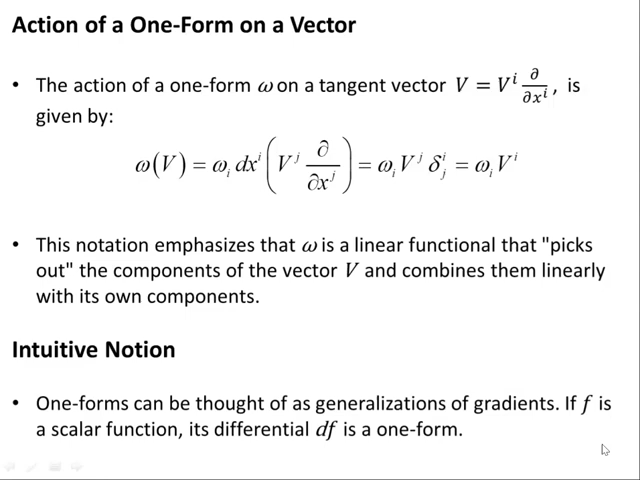 Action of a One-Form on a Vector
• The action of a one-form ω on a tangent vector V = V^i ∂/∂x^i, is
given by:
ω(V) = ω_i dx^i (V^j ∂/∂x^j) = ω_i V^j δ^i_j = ω_i V^i
• This notation emphasizes that ω is a linear functional that "picks
out" the components of the vector V and combines them linearly
with its own components.
Intuitive Notion
• One-forms can be thought of as generalizations of gradients. If f is
a scalar function, its differential df is a one-form.